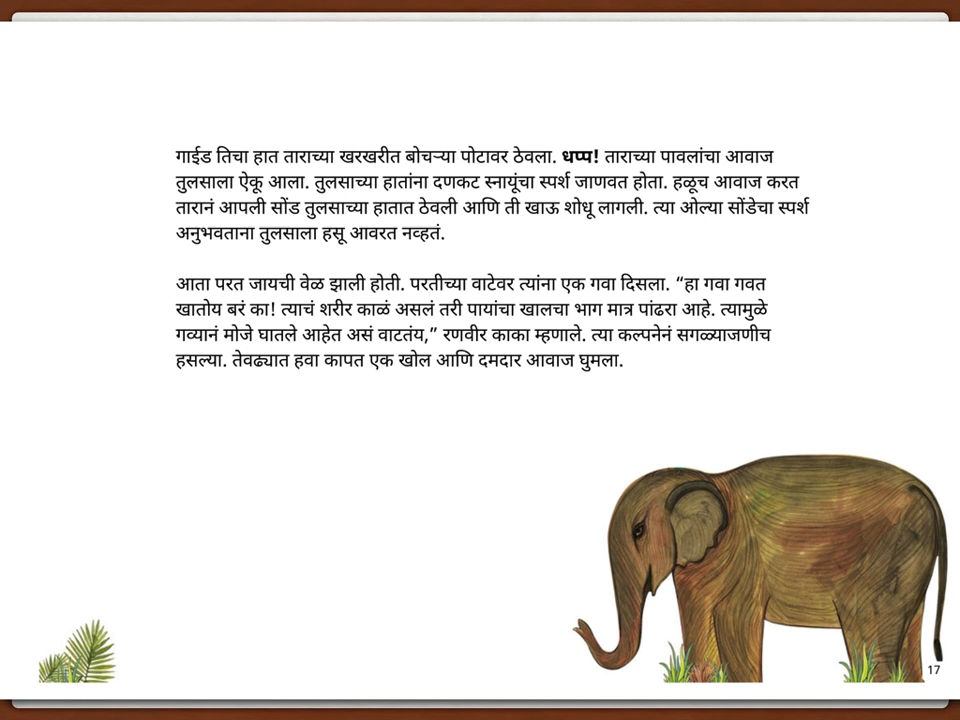 गाईड तिचा हात ताराच्या खरखरीत बोचऱ्या पोटावर ठेवला. धप्प! ताराच्या पावलांचा आवाज
तुलसाला ऐकू आला. तुलसाच्या हातांना दणकट स्नायूंचा स्पर्श जाणवत होता. हळूच आवाज करत
तारानं आपली सोंड तुलसाच्या हातात ठेवली आणि ती खाऊ शोधू लागली. त्या ओल्या सोंडेचा स्पर्श
अनुभवताना तुलसाला हसू आवरत नव्हतं.
आता परत जायची वेळ झाली होती. परतीच्या वाटेवर त्यांना एक गवा दिसला. “हा गवा गवत
खातोय बरं का! त्याचं शरीर काळं असलं तरी पायांचा खालचा भाग मात्र पांढरा आहे. त्यामुळे
गव्यानं मोजे घातले आहेत असं वाटतंय,” रणवीर काका म्हणाले. त्या कल्पनेनं सगळ्याजणीच
हसल्या. तेवढ्यात हवा कापत एक खोल आणि दमदार आवाज घुमला.
17